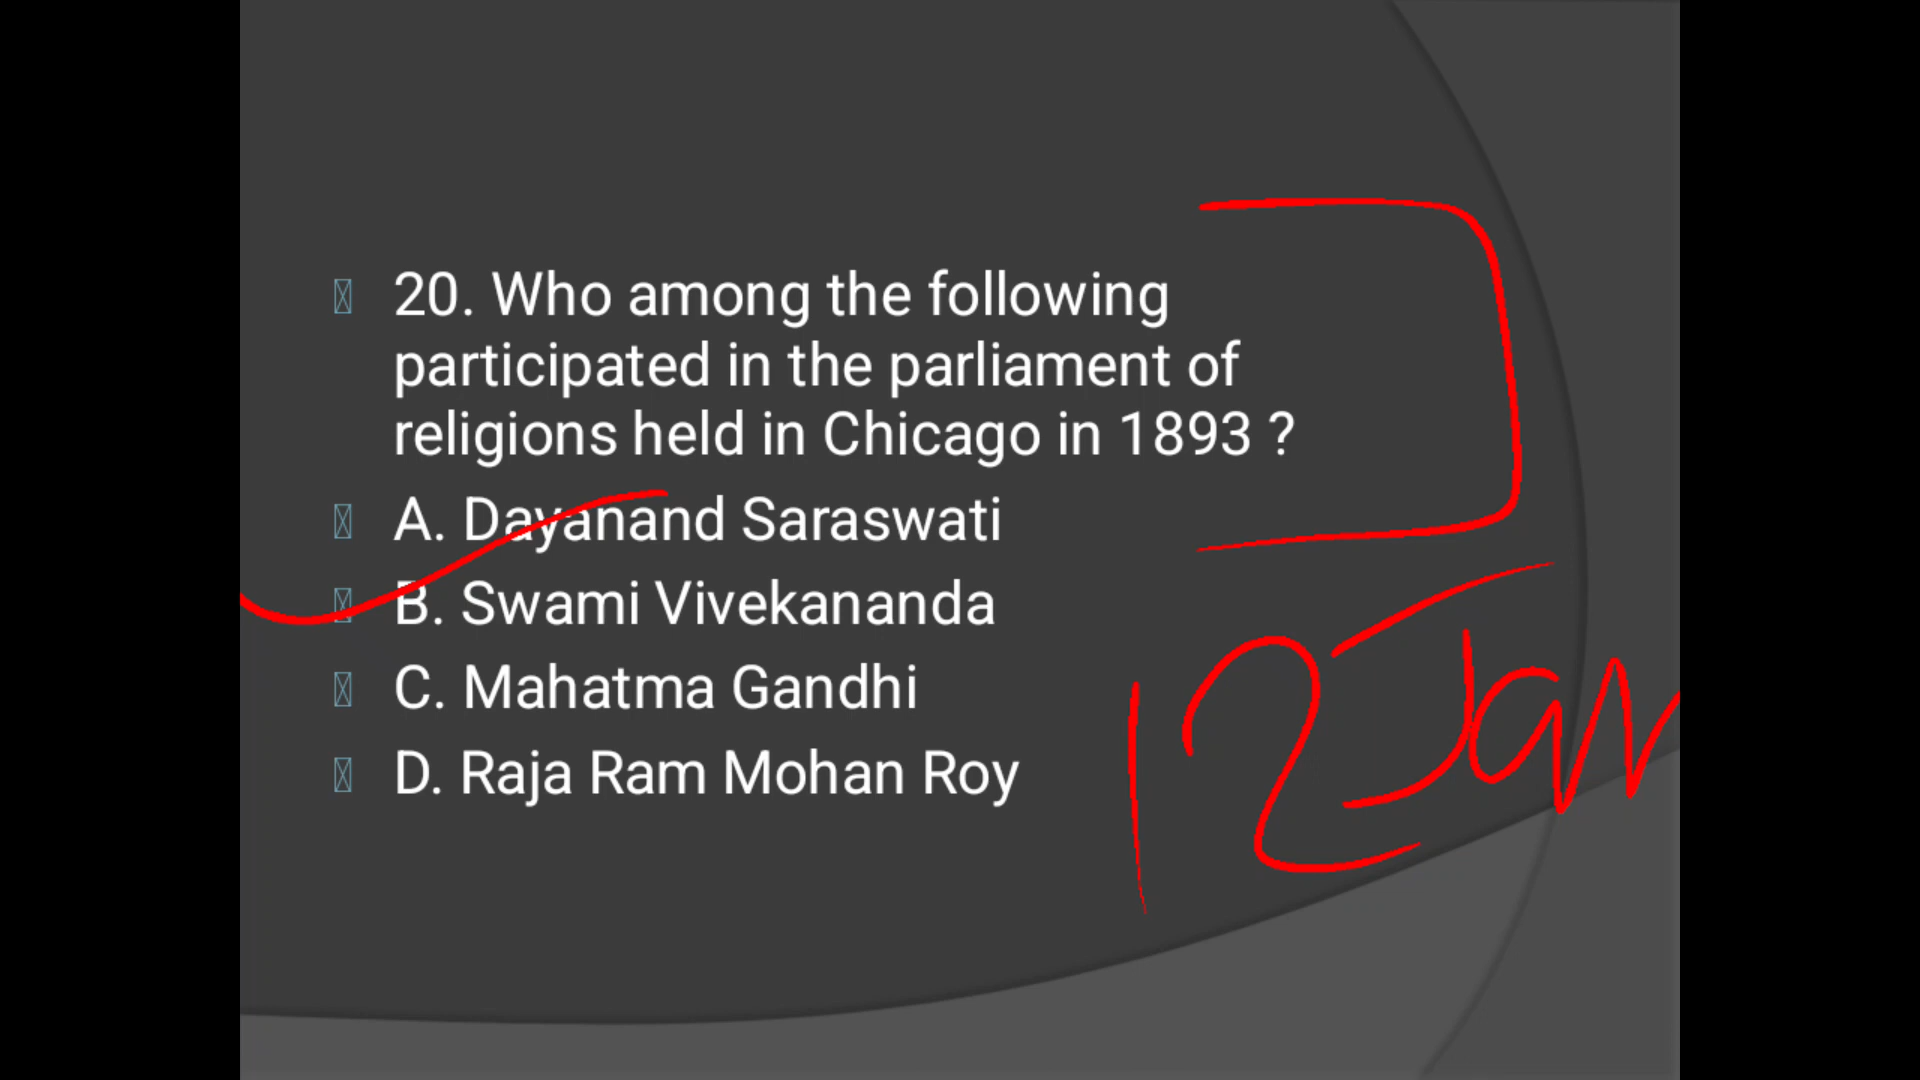 20. Who among the following
participated in the parliament of
religions held in Chicago in 1893 ?
A. Dayanand Saraswati
B. Swami Vivekananda
C. Mahatma Gandhi
D. Raja Ram Mohan Roy
12 Jan